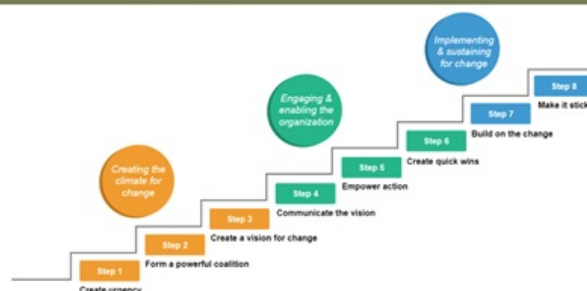 Implementing
& sustaining
for change
Engaging &
enabling the
organization
Creating the
climate for
change
Step 8
Make it stick
Step 7
Build on the change
Step 6
Create quick wins
Step 5
Empower action
Step 4
Communicate the vision
Step 3
Create a vision for change
Step 2
Form a powerful coalition
Step 1
Create urgency